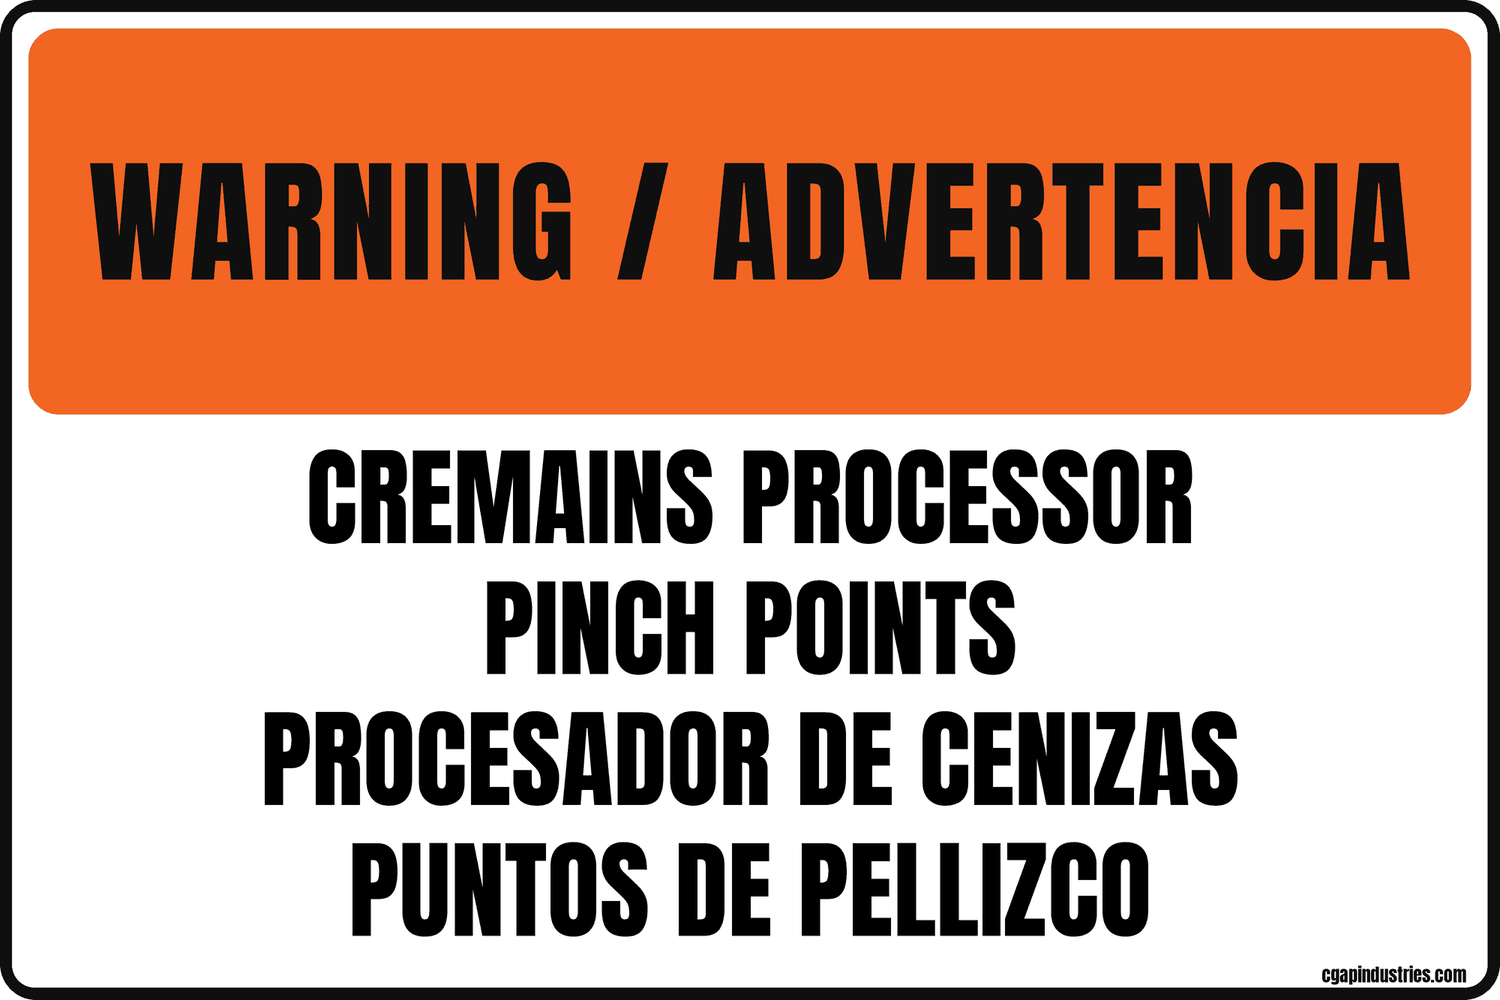 WARNING / ADVERTENCIA
CREMAINS PROCESSOR
PINCH POINTS
PROCESADOR DE CENIZAS
PUNTOS DE PELLIZCO
cgapindustries.com